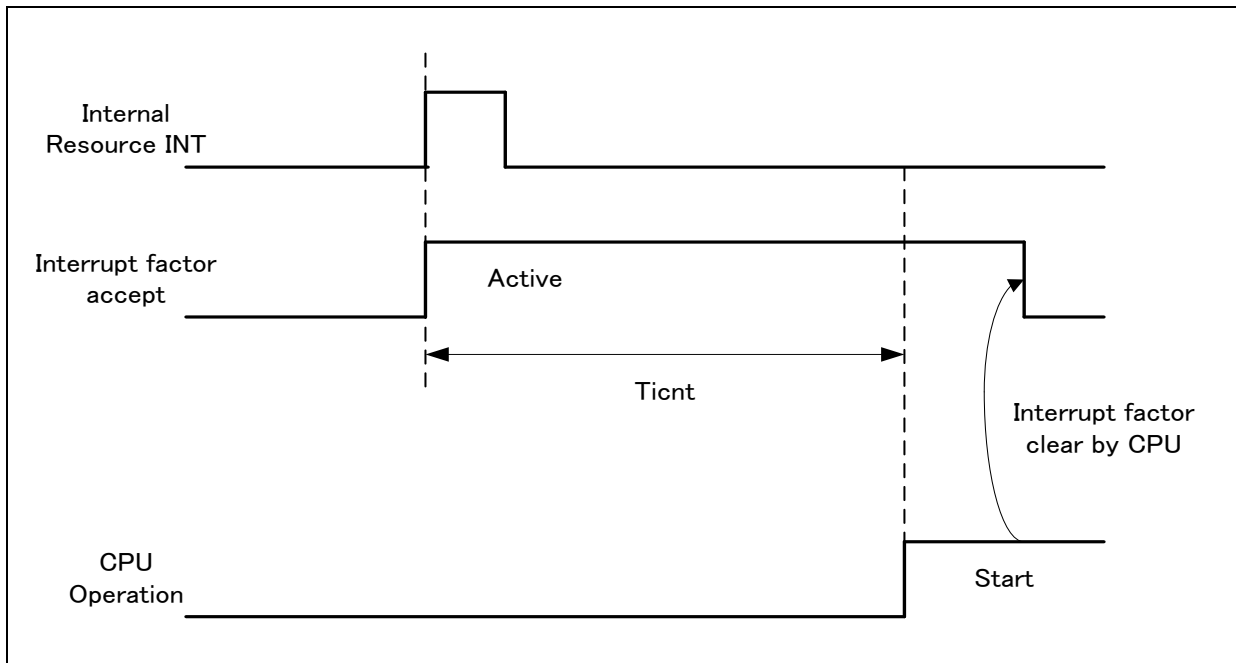 Internal
Resource INT
Interrupt factor
accept
Active
Ticnt
Interrupt factor
clear by CPU
CPU
Operation
Start